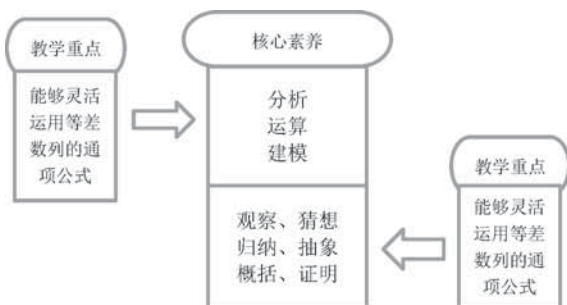 教学重点
能够灵活
运用等差
数列的通
项公式
核心素养
分析
运算
建模
观察、猜想
归纳、抽象
概括、证明
教学重点
能够灵活
运用等差
数列的通
项公式